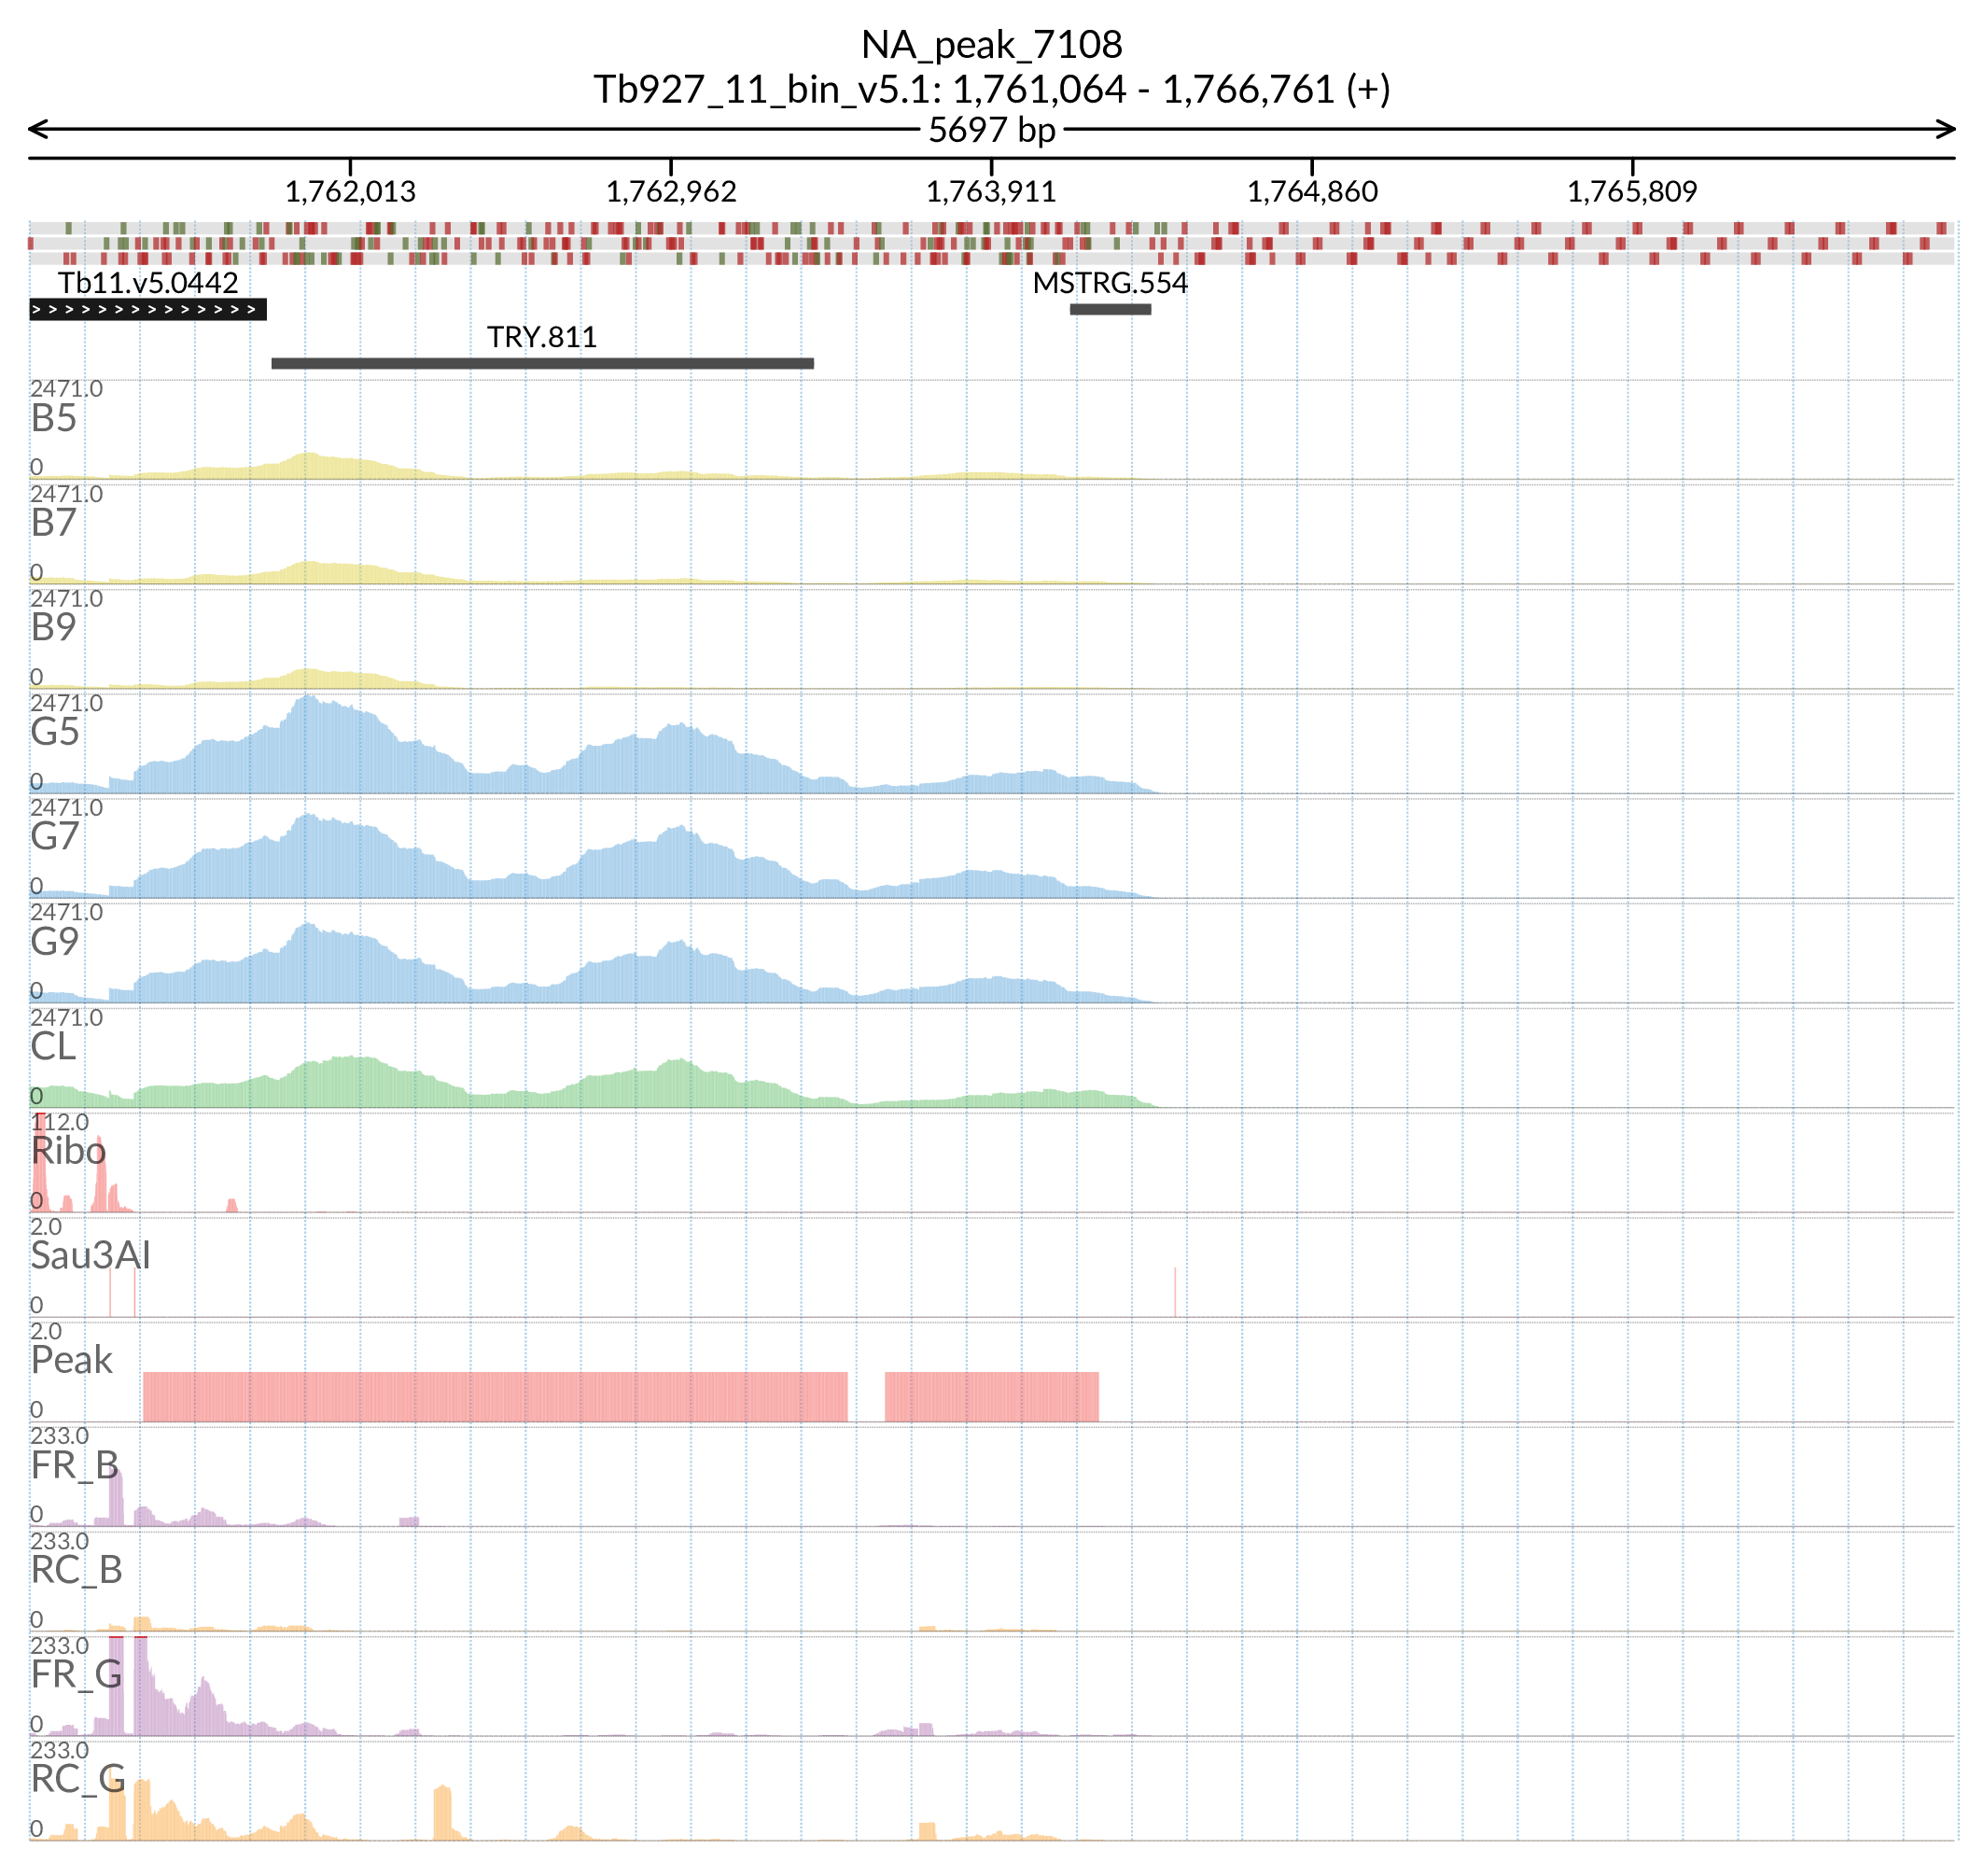 NA_peak_7108
Tb927_11_bin_v5.1: 1,761,064 - 1,766,761 (+)
5697 bp
1,762,013 1,762,962 1,763,911 1,764,860 1,765,809
Tb11.v5.0442 MSTRG.554
> > > > > > > > > > > > > >
TRY.811
2471.0
B5
0
2471.0
B7
0
2471.0
B9
0
2471.0
G5
0
2471.0
G7
0
2471.0
G9
0
2471.0
CL
0
112.0
Ribo
0
2.0
Sau3AI
0
2.0
Peak
0
233.0
FR_B
0
233.0
RC_B
0
233.0
FR_G
0
233.0
RC_G
0